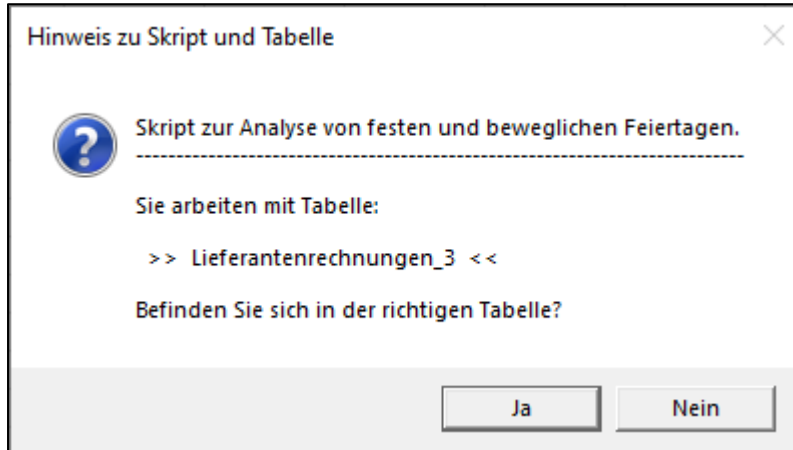 Hinweis zu Skript und Tabelle
Skript zur Analyse von festen und beweglichen Feiertagen.
-----------------------------------------------------------------------------
Sie arbeiten mit Tabelle:
>> Lieferantenrechnungen_3 <<
Befinden Sie sich in der richtigen Tabelle?
Ja
Nein